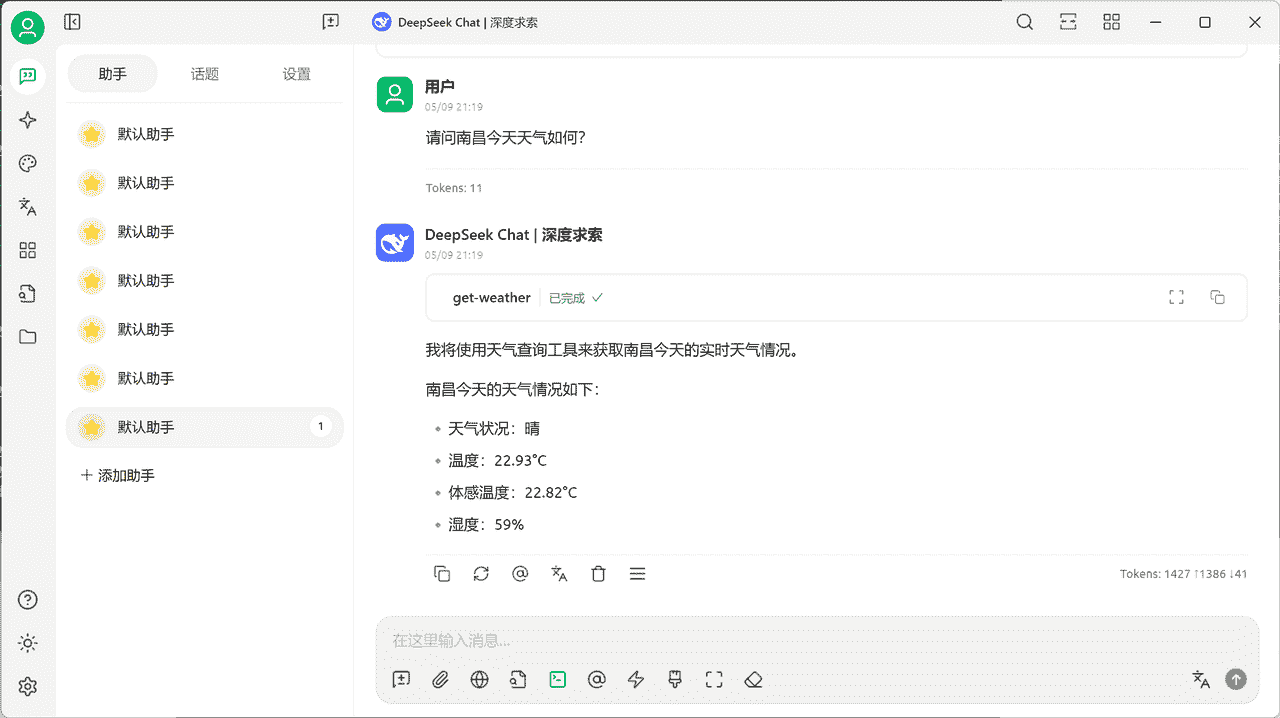 DeepSeek Chat | 深度求索
助手
话题
设置
默认助手
默认助手
默认助手
默认助手
默认助手
默认助手
默认助手
1
+ 添加助手
用户
05/09 21:19
请问南昌今天天气如何?
Tokens: 11
DeepSeek Chat | 深度求索
05/09 21:19
get-weather
已完成 ✓
我将使用天气查询工具来获取南昌今天的实时天气情况。
南昌今天的天气情况如下:
• 天气状况: 晴
• 温度: 22.93°C
• 体感温度: 22.82°C
• 湿度: 59%
Tokens: 1427 ↑1386 ↓41
在这里输入消息...